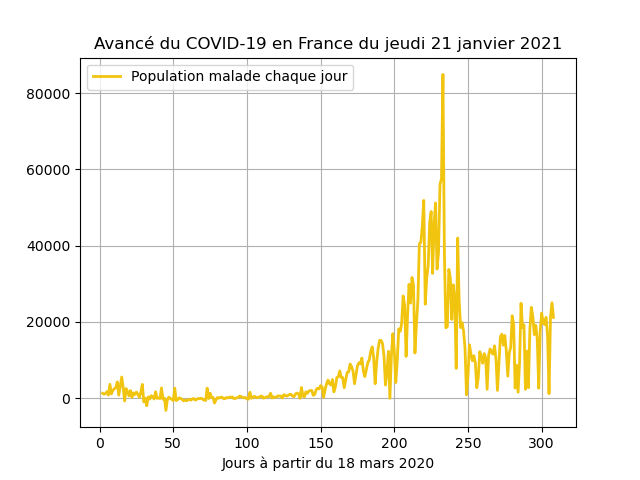 Avancé du COVID-19 en France du jeudi 21 janvier 2021
Population malade chaque jour
80000
60000
40000
20000
0
0 50 100 150 200 250 300
Jours à partir du 18 mars 2020